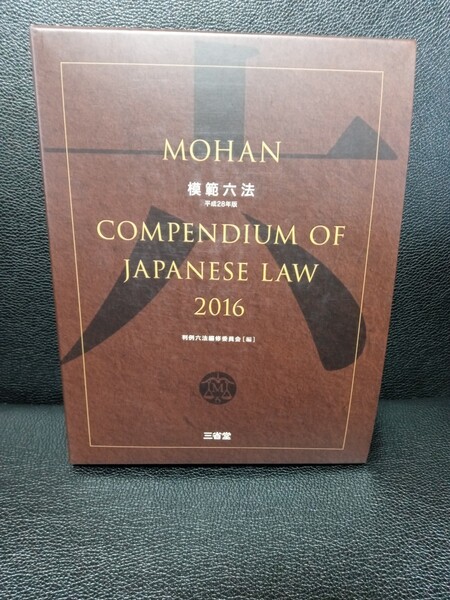 MOHAN
模範六法
平成28年版
COMPENDIUM OF
JAPANESE LAW
2016
判例六法編修委員会[編]
三省堂